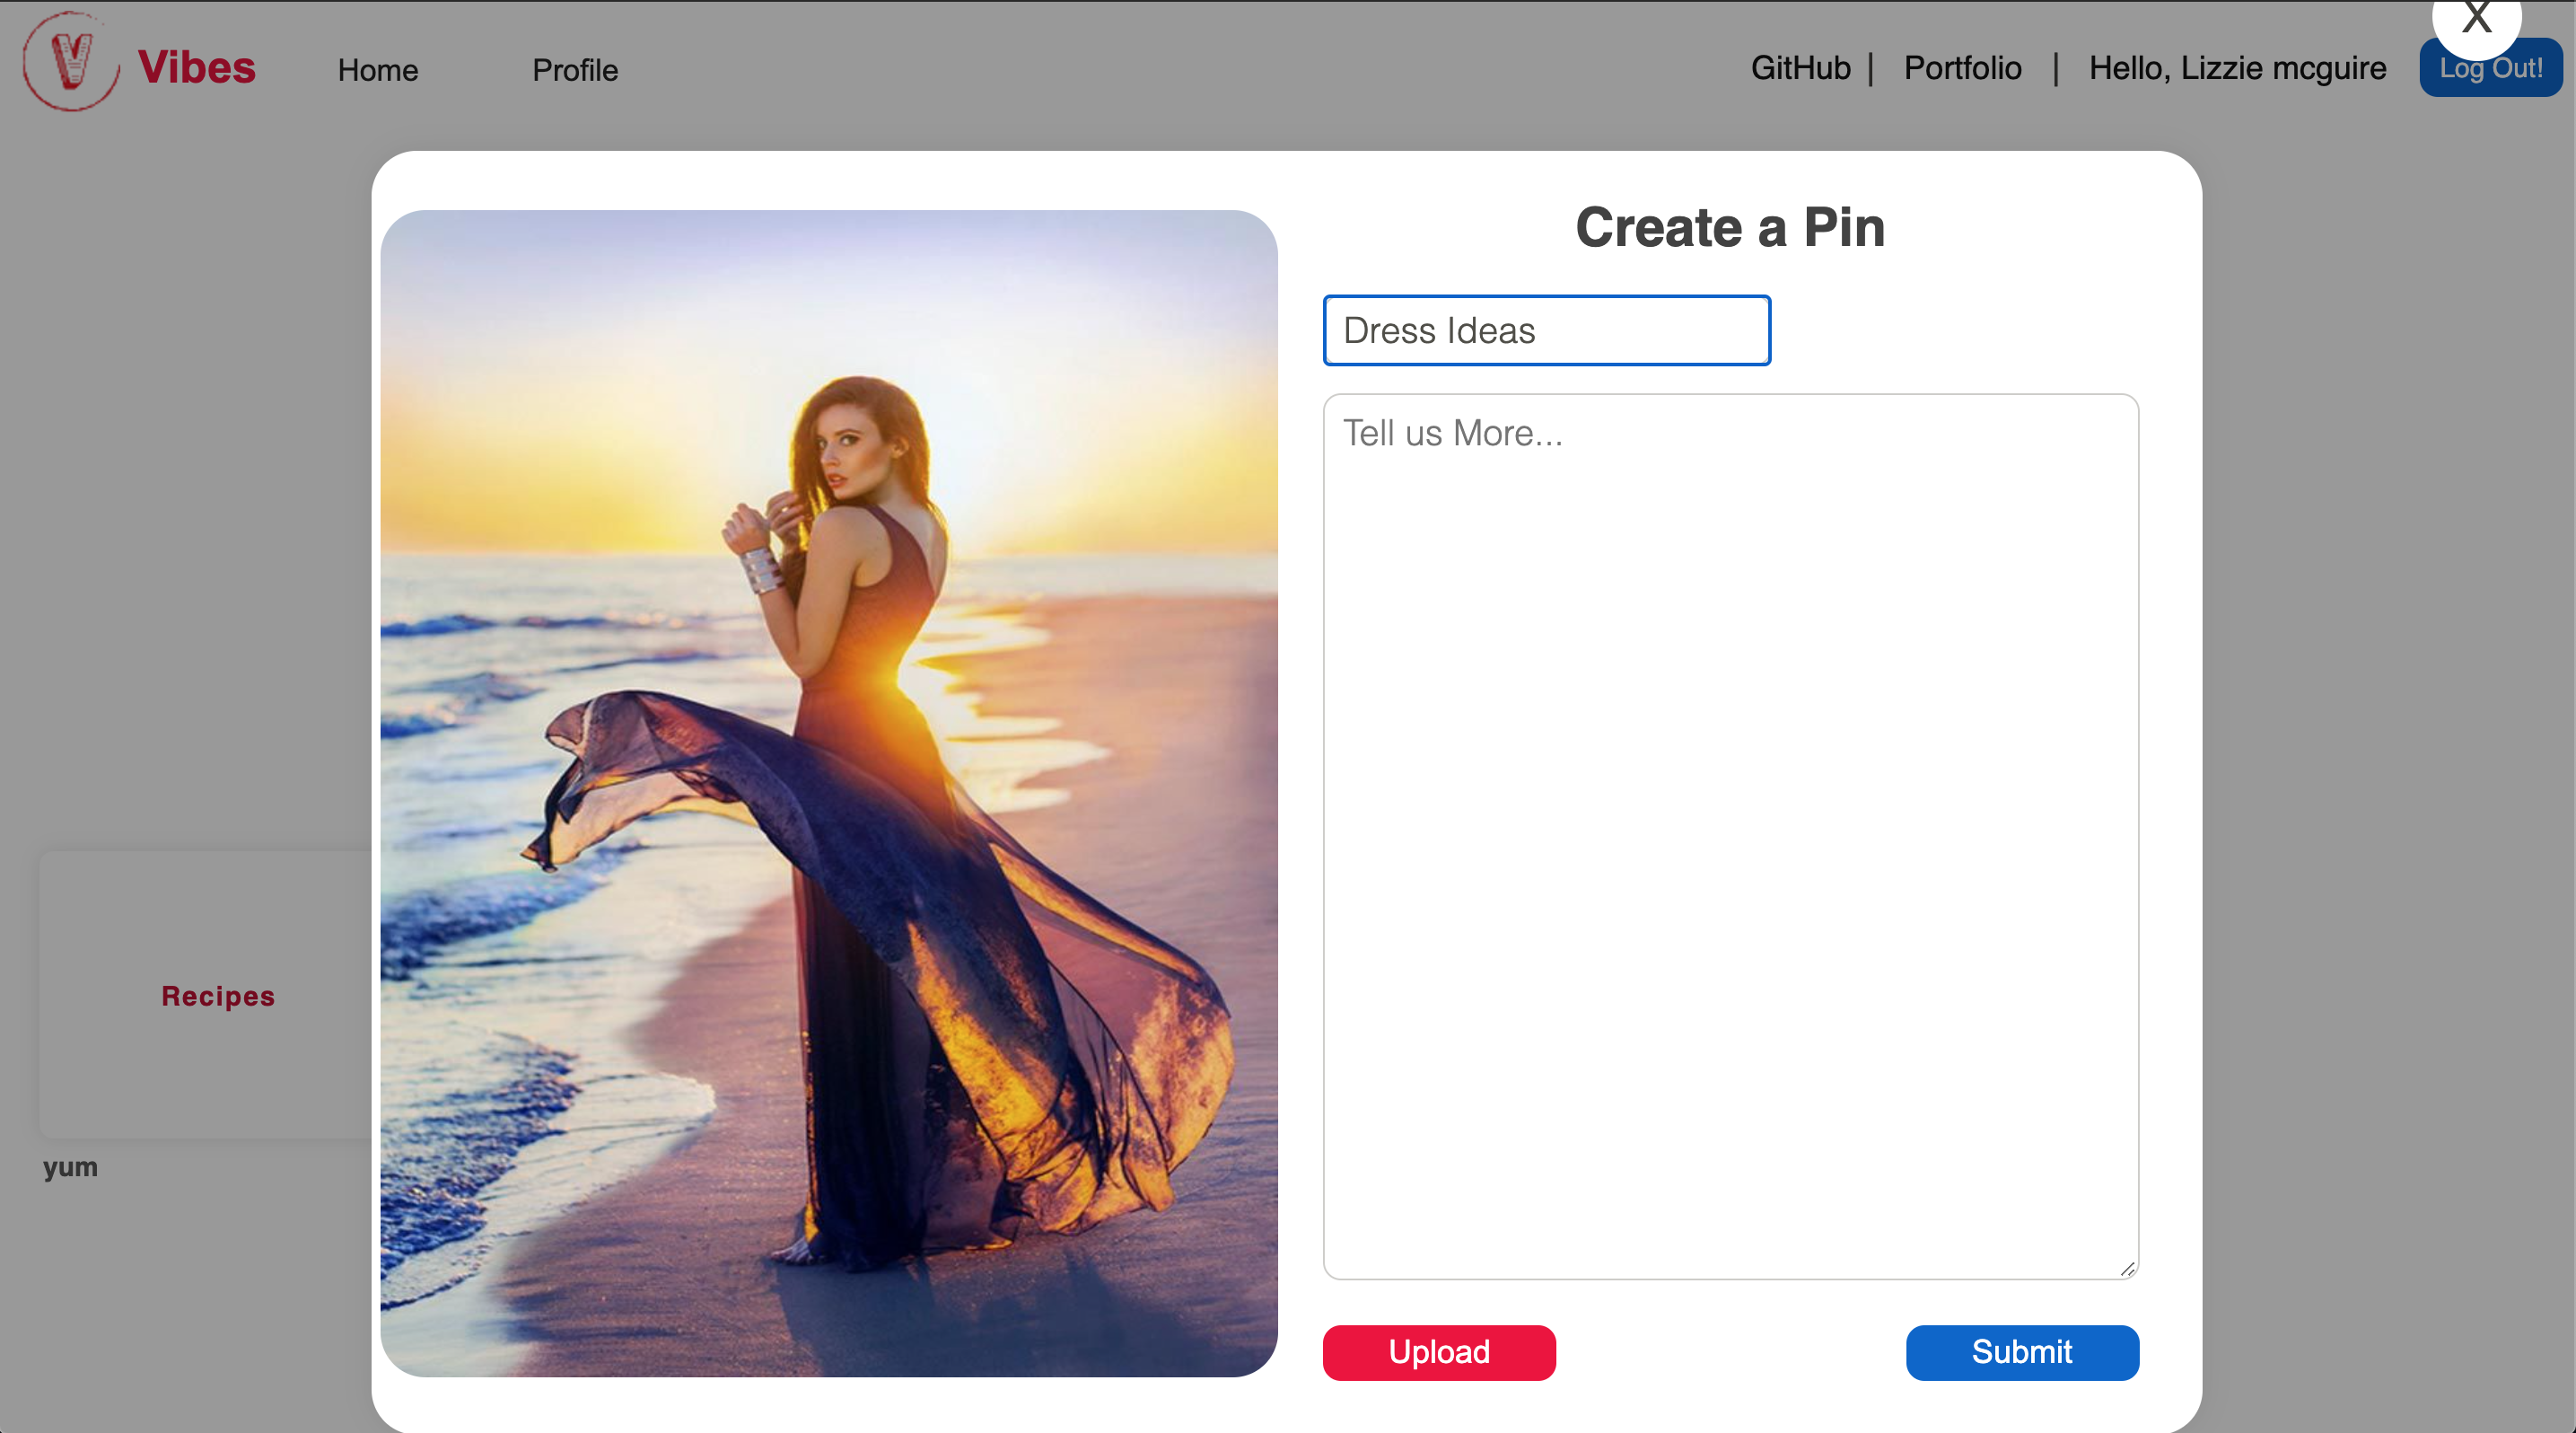 V Vibes Home Profile GitHub | Portfolio | Hello, Lizzie mcguire Log Out!
X
Create a Pin
Dress Ideas
Tell us More...
Recipes
yum
Upload Submit